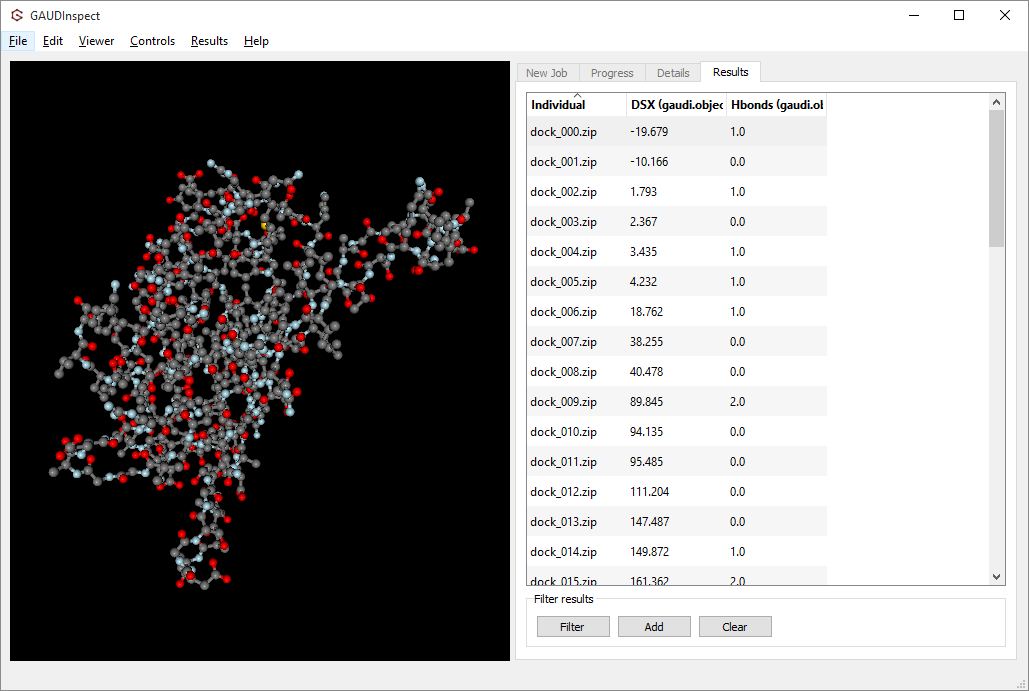 GAUDInspect
File Edit Viewer Controls Results Help
New Job Progress Details Results
Individual DSX (gaudi.objec Hbonds (gaudi.ol
dock_000.zip -19.679 1.0
dock_001.zip -10.166 0.0
dock_002.zip 1.793 1.0
dock_003.zip 2.367 0.0
dock_004.zip 3.435 1.0
dock_005.zip 4.232 1.0
dock_006.zip 18.762 1.0
dock_007.zip 38.255 0.0
dock_008.zip 40.478 0.0
dock_009.zip 89.845 2.0
dock_010.zip 94.135 0.0
dock_011.zip 95.485 0.0
dock_012.zip 111.204 0.0
dock_013.zip 147.487 0.0
dock_014.zip 149.872 1.0
dock_015.zip 161.362 2.0
Filter results
Filter Add Clear